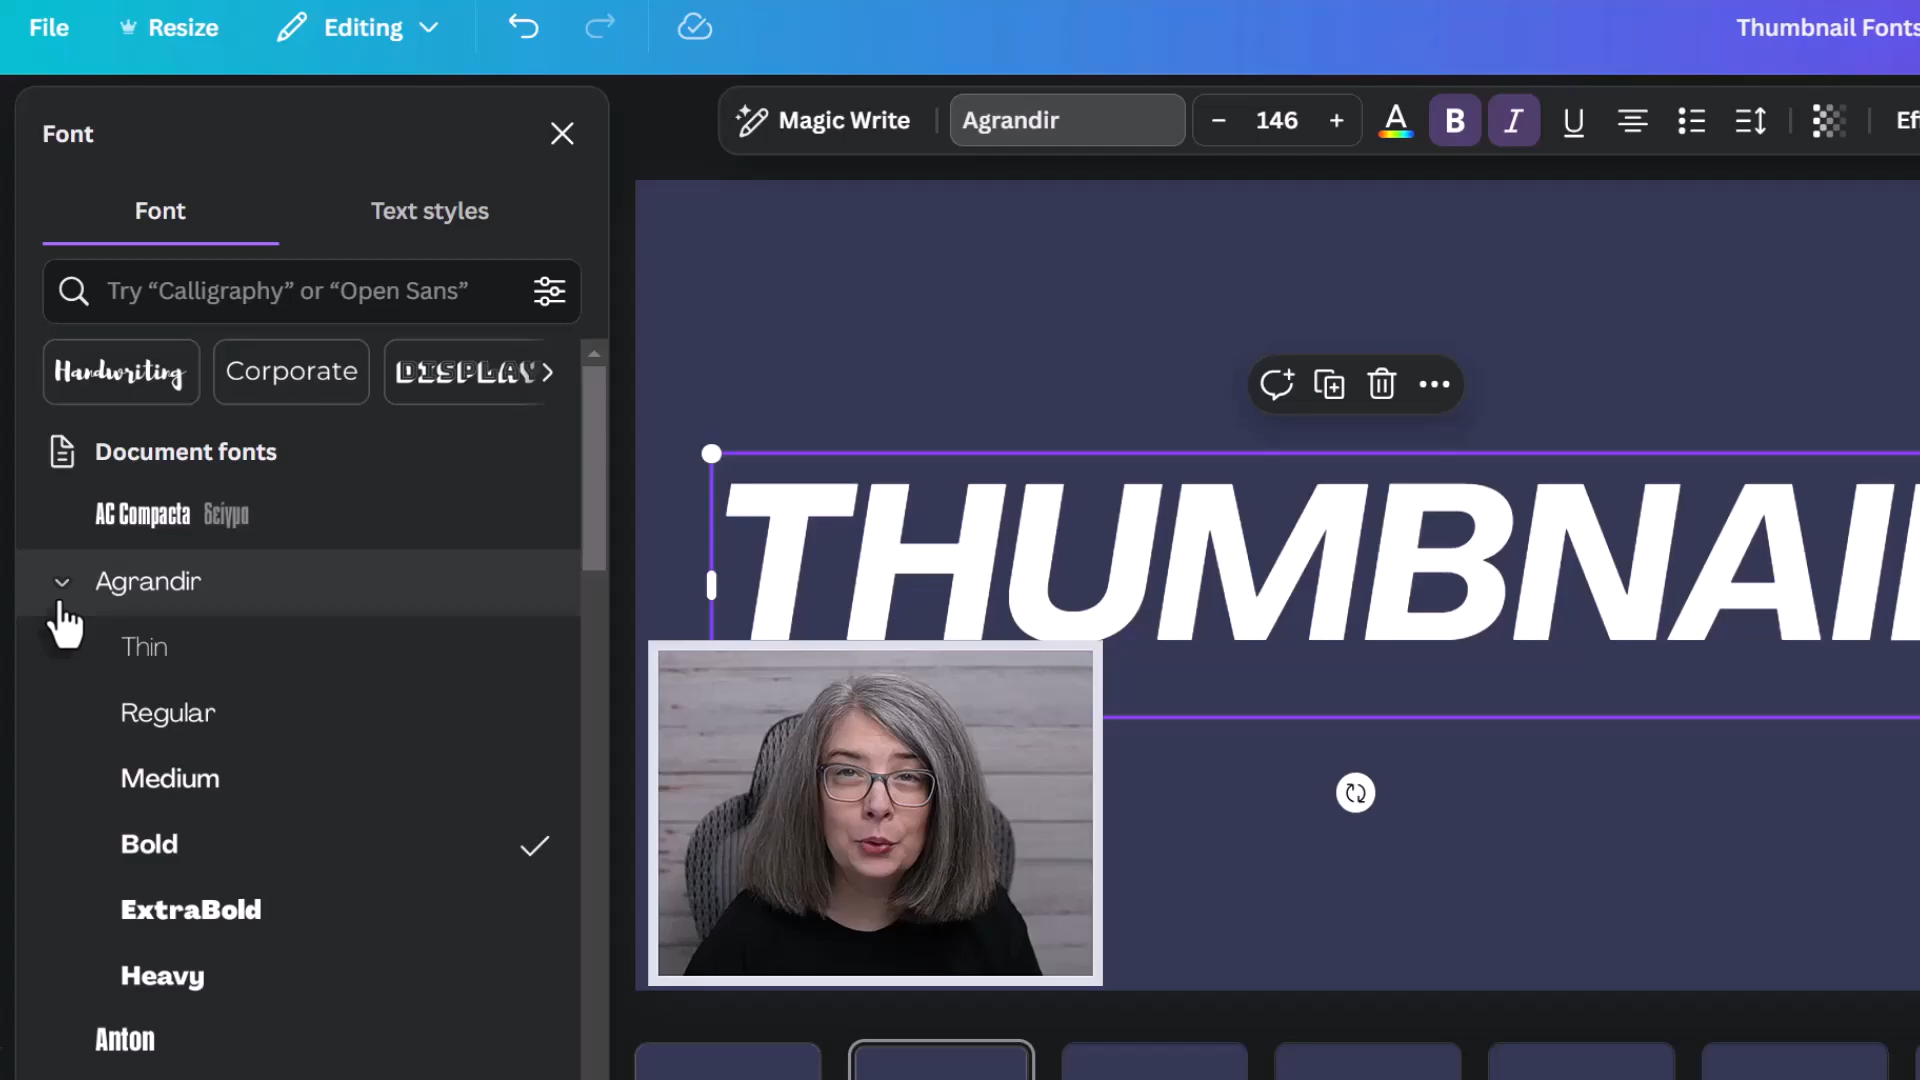 File
Resize
Editing
Thumbnail Fonts
Font
Magic Write
Agrandir
− 146 +
A
B
I
U
Font
Text styles
Try “Calligraphy” or “Open Sans”
Handwriting
Corporate
DISPLAY
Document fonts
AC Compacta δείγμα
Agrandir
Thin
Regular
Medium
Bold
ExtraBold
Heavy
Anton
THUMBNAI